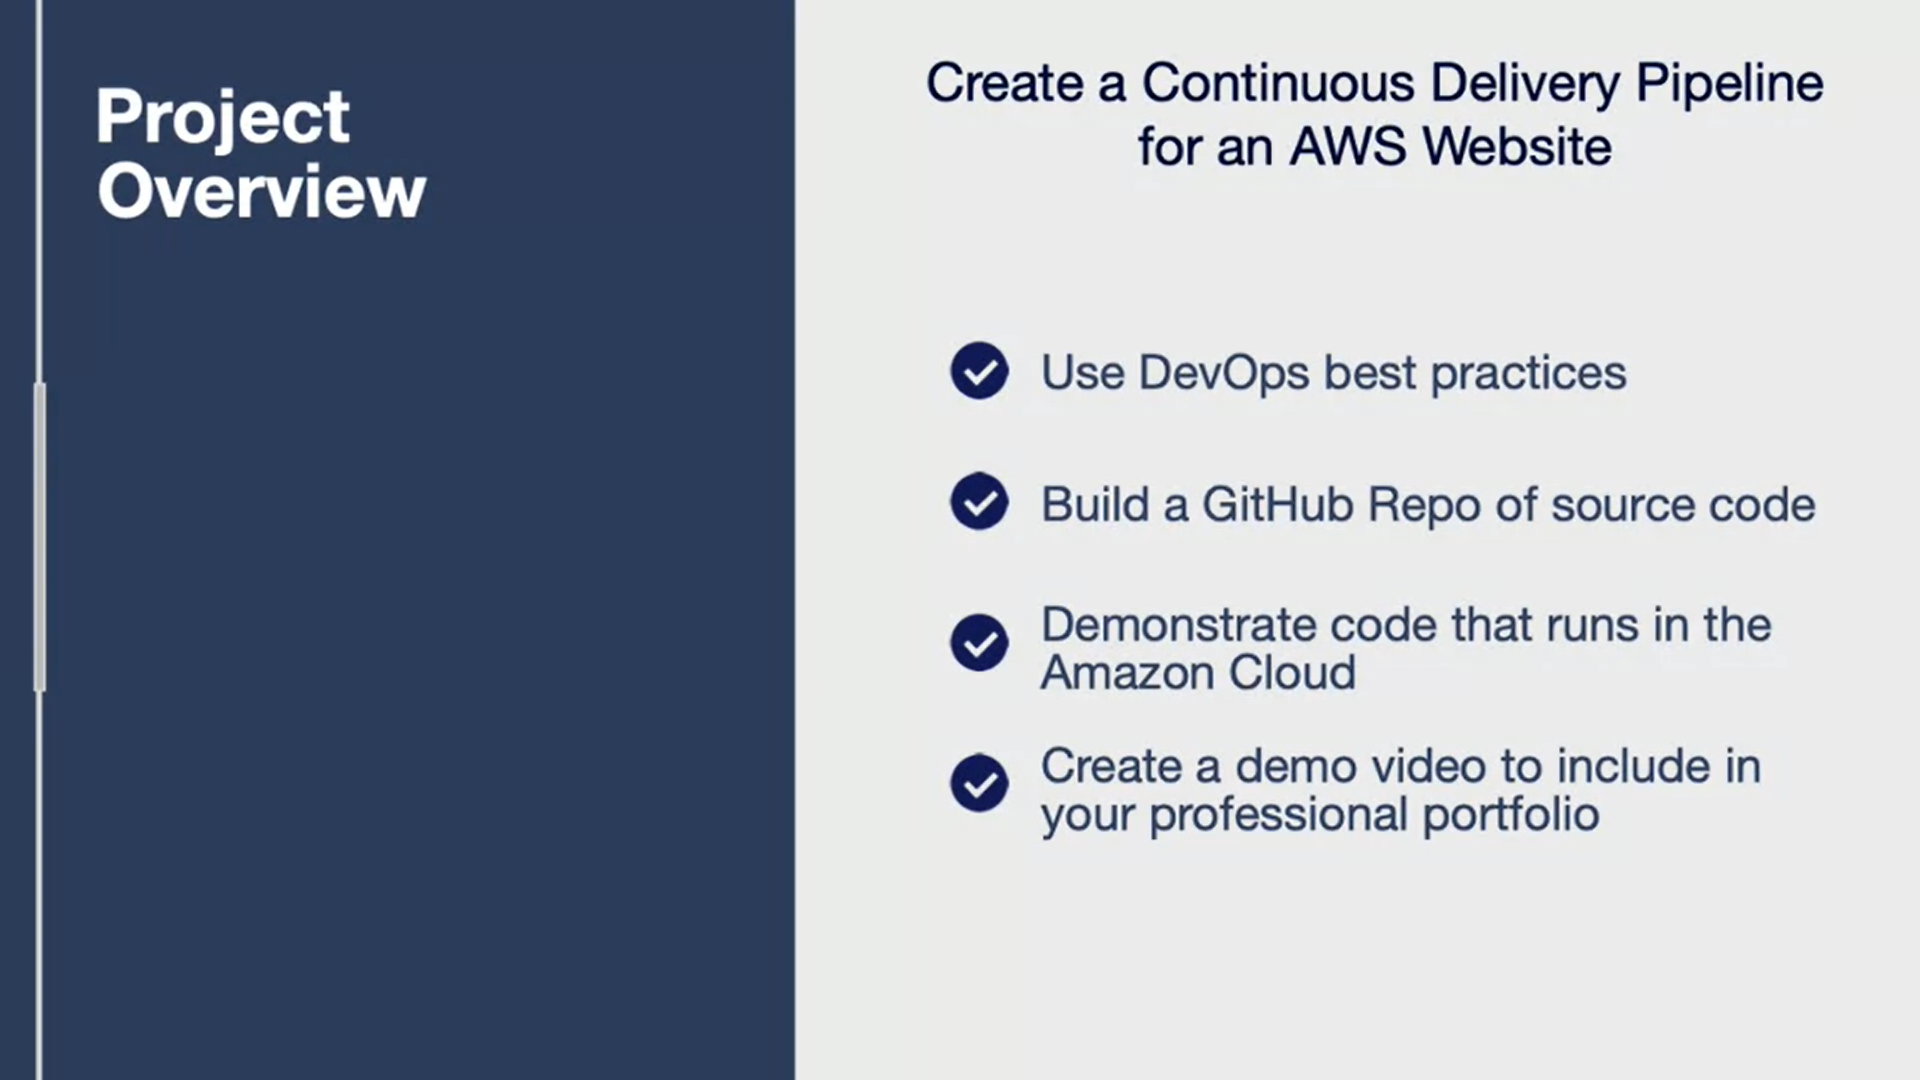 Project
Overview
Create a Continuous Delivery Pipeline
for an AWS Website
Use DevOps best practices
Build a GitHub Repo of source code
Demonstrate code that runs in the
Amazon Cloud
Create a demo video to include in
your professional portfolio